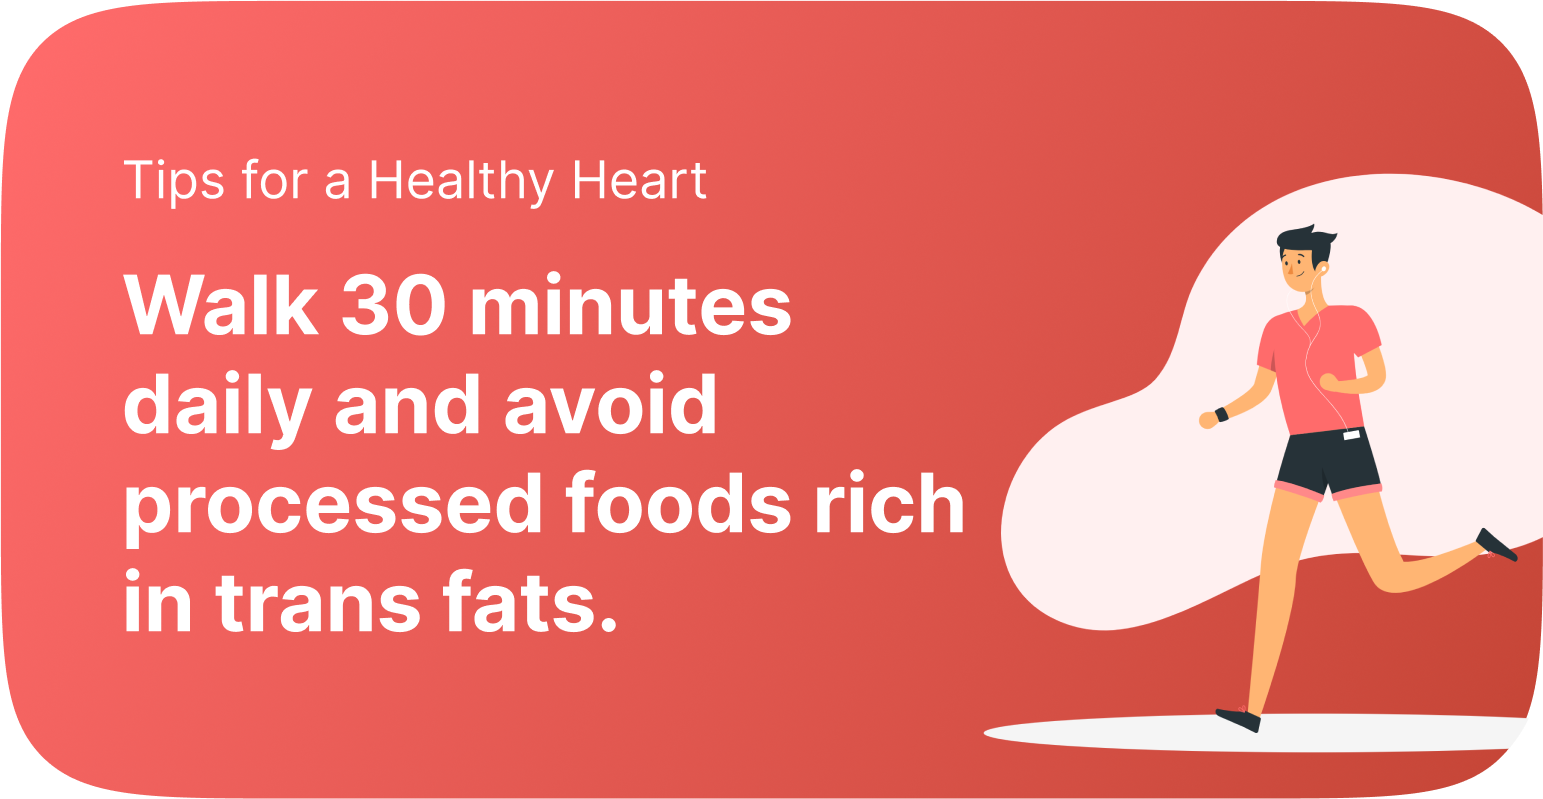 Tips for a Healthy Heart
Walk 30 minutes
daily and avoid
processed foods rich
in trans fats.